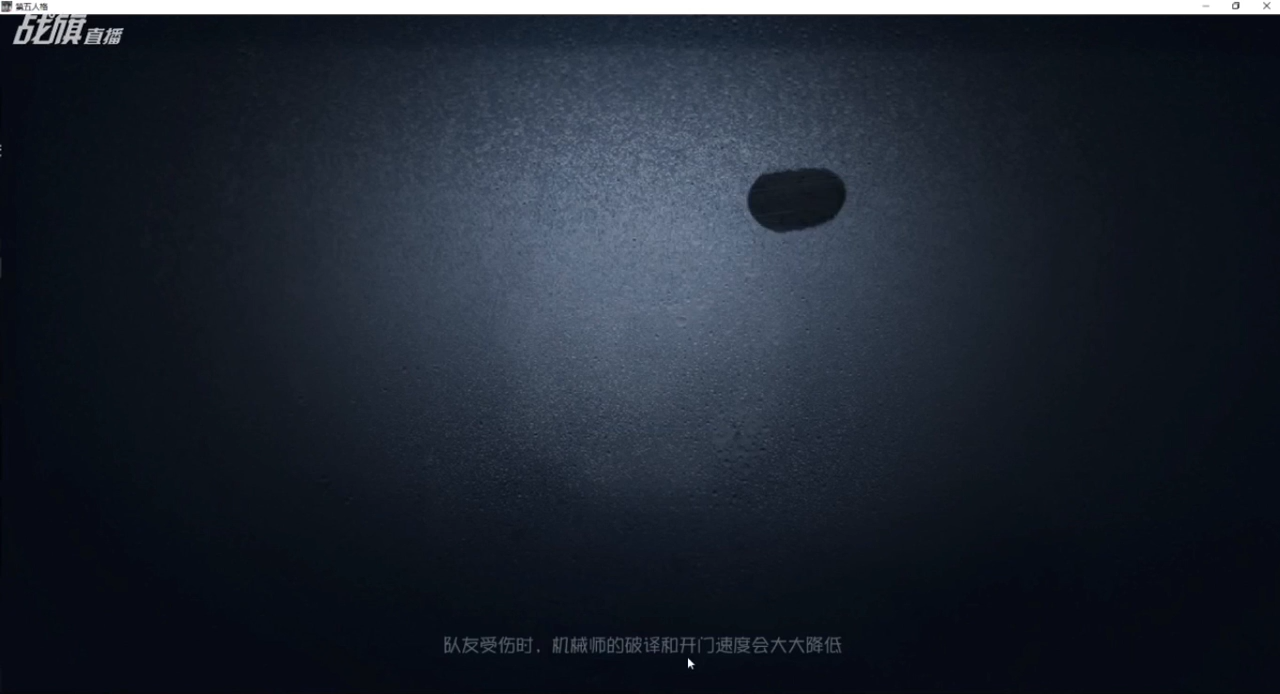 第五人格
战旗直播
队友受伤时，机械师的破译和开门速度会大大降低